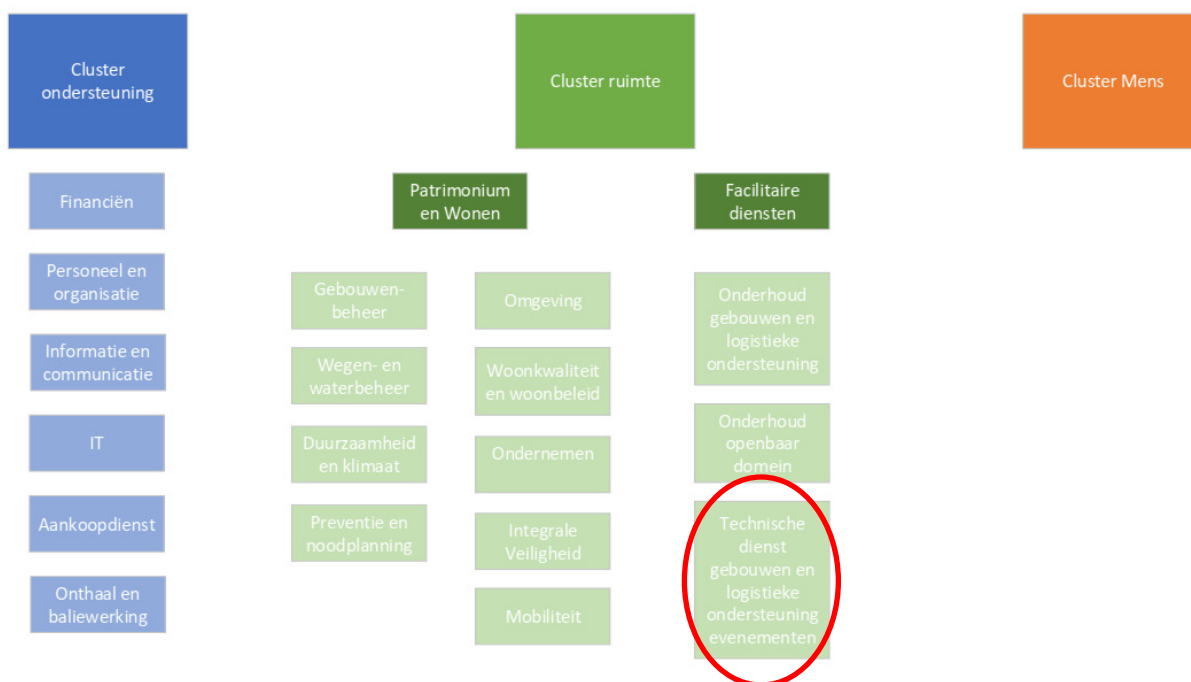 Cluster
ondersteuning
Cluster ruimte
Cluster Mens
Financiën
Personeel en
organisatie
Informatie en
communicatie
IT
Aankoopdienst
Onthaal en
baliewerking
Patrimonium
en Wonen
Gebouwen-
beheer
Wegen- en
waterbeheer
Duurzaamheid
en klimaat
Preventie en
noodplanning
Omgeving
Woonkwaliteit
en woonbeleid
Ondernemen
Integrale
Veiligheid
Mobiliteit
Facilitaire
diensten
Onderhoud
gebouwen en
logistieke
ondersteuning
Onderhoud
openbaar
domein
Technische
dienst
gebouwen en
logistieke
ondersteuning
evenementen